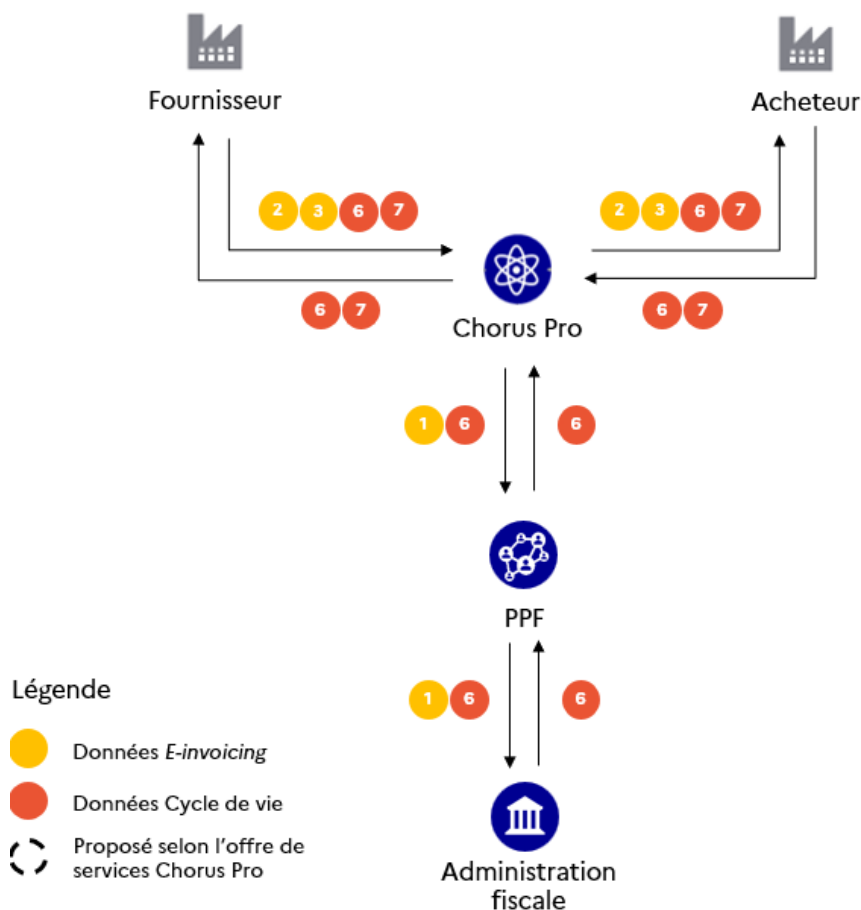 Fournisseur
Acheteur
2 3 6 7
2 3 6 7
6 7
6 7
Chorus Pro
1 6
6
PPF
1 6
6
Légende
Données E-invoicing
Données Cycle de vie
Proposé selon l'offre de
services Chorus Pro
Administration
fiscale